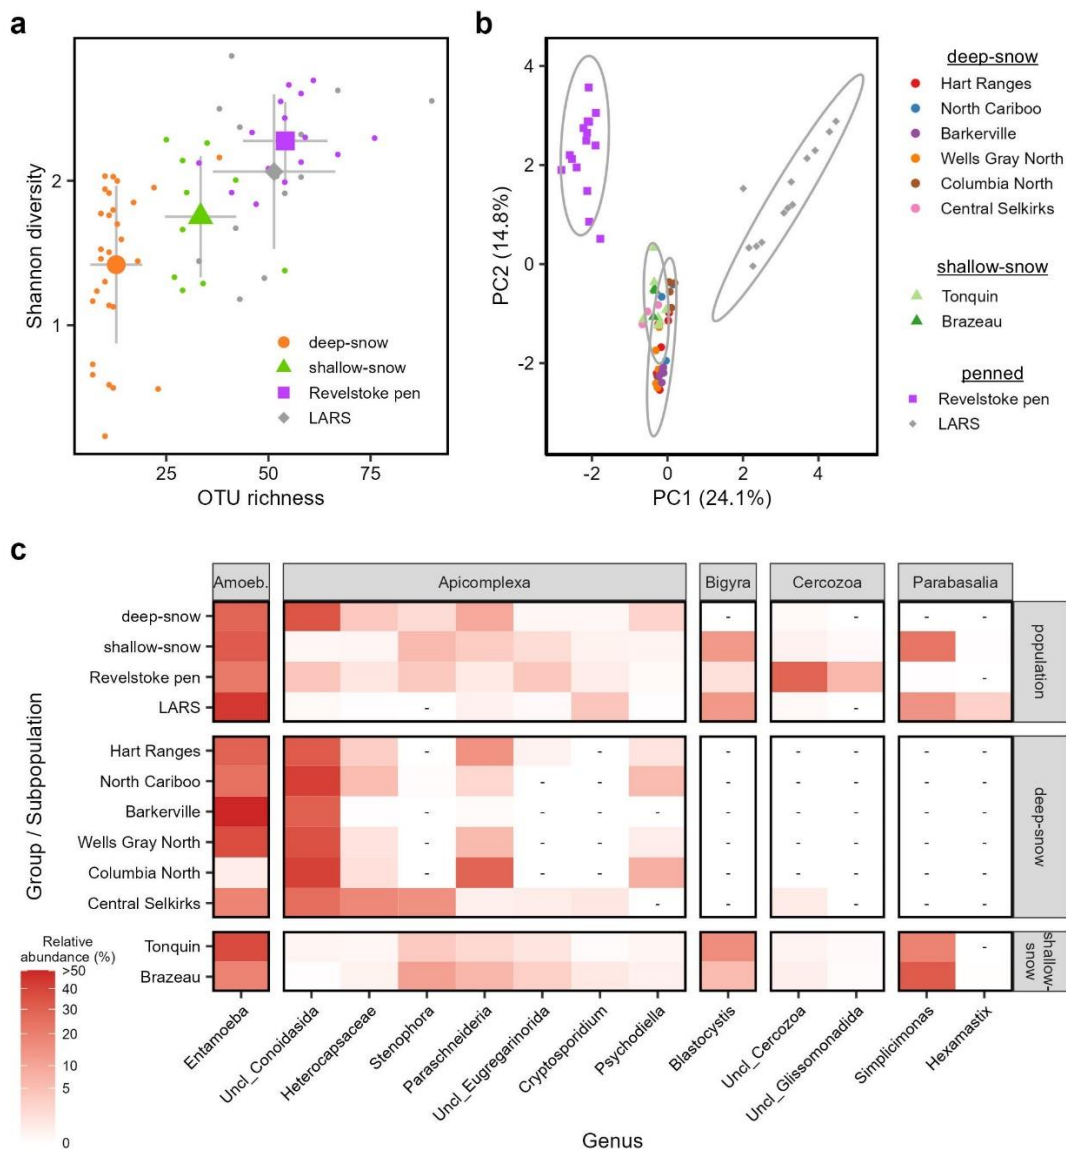 a
b
Shannon diversity
2
1
25
50
75
OTU richness
deep-snow
shallow-snow
Revelstoke pen
LARS
PC2 (14.8%)
4
2
0
-2
-2
0
2
4
PC1 (24.1%)
deep-snow
Hart Ranges
North Cariboo
Barkerville
Wells Gray North
Columbia North
Central Selkirks
shallow-snow
Tonquin
Brazeau
penned
Revelstoke pen
LARS
c
Amoeb.
Apicomplexa
Bigyra
Cercozoa
Parabasalia
Group / Subpopulation
deep-snow - - - -
shallow-snow
Revelstoke pen -
LARS - -
population
Hart Ranges - - - - - - -
North Cariboo - - - - - - -
Barkerville - - - - - - - - -
Wells Gray North - - - - - - - -
Columbia North - - - - - - - -
Central Selkirks - - - - -
deep-snow
Tonquin -
Brazeau
shallow-
snow
Relative
abundance (%)
>50
40
30
20
10
5
0
Entamoeba
Uncl_Conoidasida
Heterocapsaceae
Stenophora
Paraschneideria
Uncl_Eugregarinorida
Cryptosporidium
Psychodiella
Blastocystis
Uncl_Cercozoa
Uncl_Glissomonadida
Simplicimonas
Hexamastix
Genus